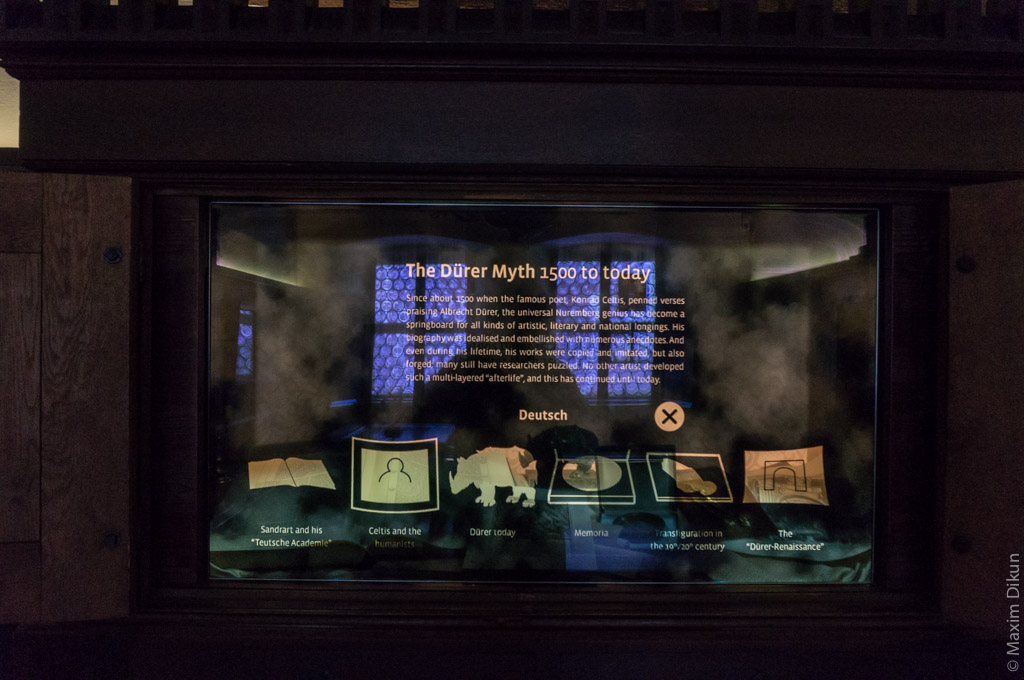 The Dürer Myth 1500 to today
Since about 1500 when the famous poet, Konrad Celtis, penned verses
praising Albrecht Dürer, the universal Nuremberg genius has become a
springboard for all kinds of artistic, literary and national longings. His
biography was idealised and embellished with numerous anecdotes. And
even during his lifetime, his works were copied and imitated, but also
forged; many still have researchers puzzled. No other artist developed
such a multi-layered "afterlife", and this has continued until today.
Deutsch
Sandrart and his
"Teutsche Academie"
Celtis and the
humanists
Dürer today
Memoria
Transfiguration in
the 19th/20th century
The
"Dürer-Renaissance"
© Maxim Dikun